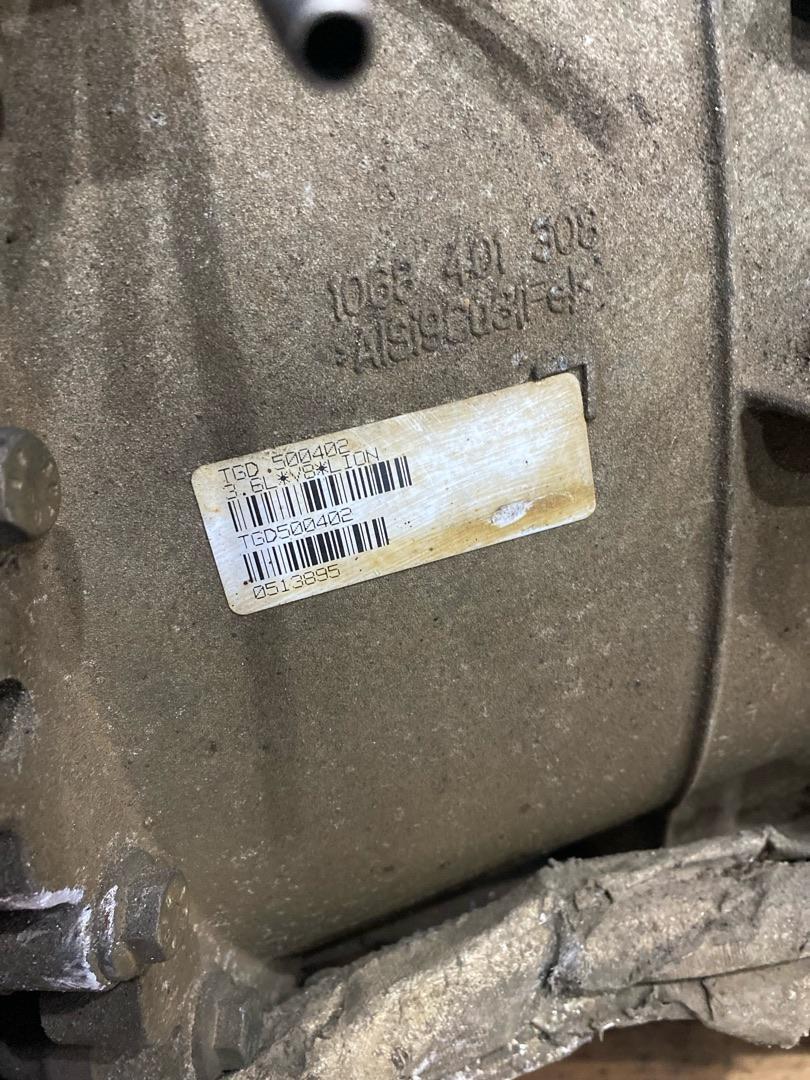 1068 401 308
>AlSi9Cu3(Fe)<
TGD 500402
3.6L*V8*LION
TGD500402
0513895